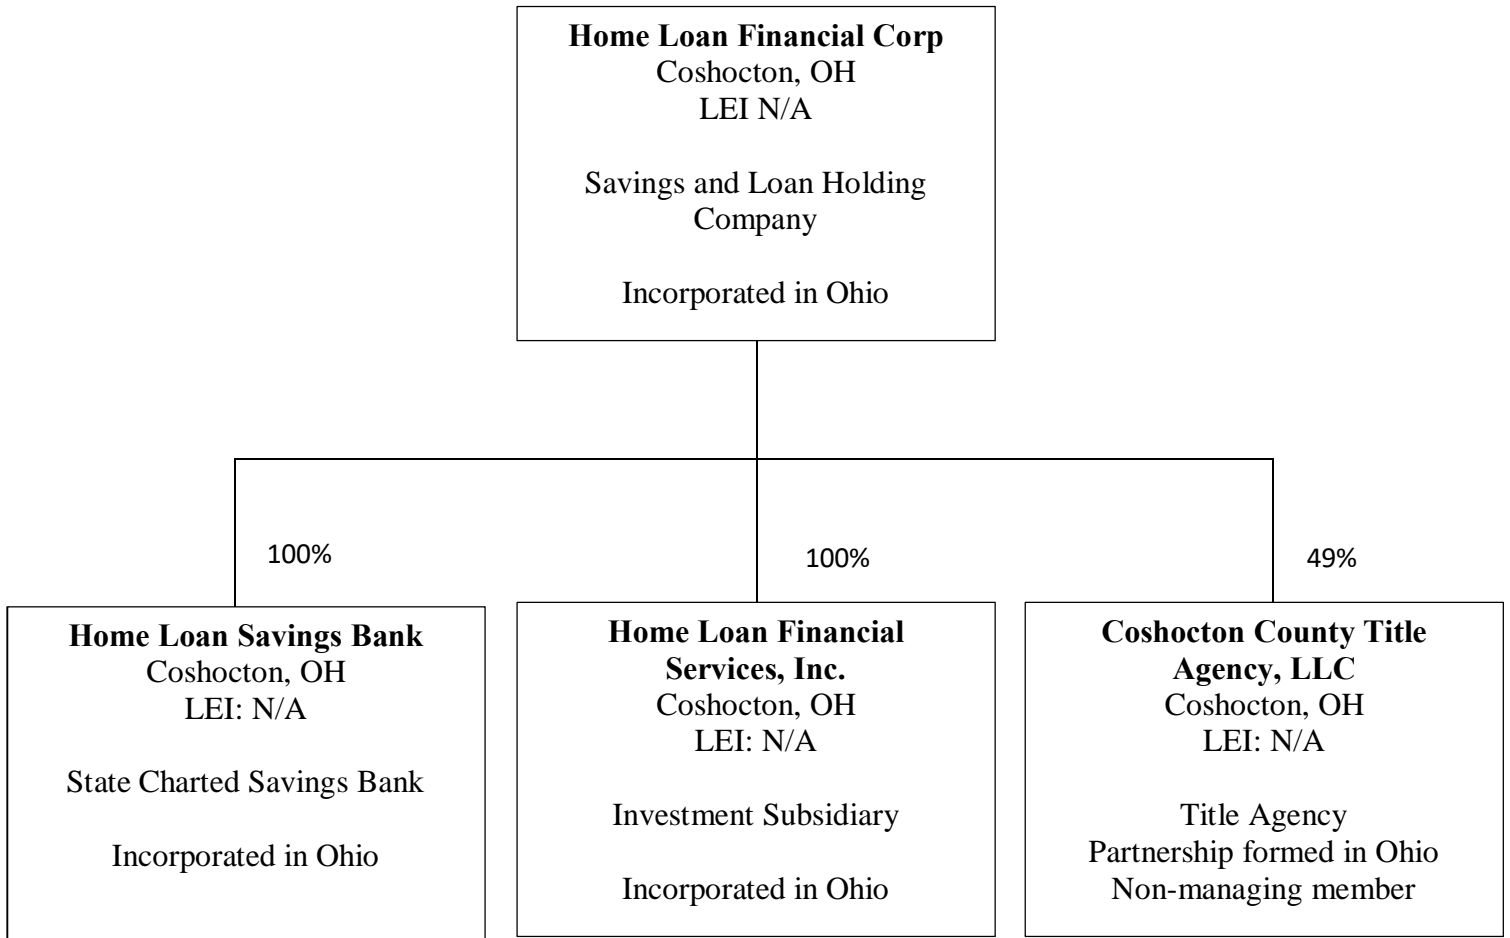 Home Loan Financial Corp
Coshocton, OH
LEI N/A
Savings and Loan Holding
Company
Incorporated in Ohio
100%
100%
49%
Home Loan Savings Bank
Coshocton, OH
LEI: N/A
State Charted Savings Bank
Incorporated in Ohio
Home Loan Financial
Services, Inc.
Coshocton, OH
LEI: N/A
Investment Subsidiary
Incorporated in Ohio
Coshocton County Title
Agency, LLC
Coshocton, OH
LEI: N/A
Title Agency
Partnership formed in Ohio
Non-managing member